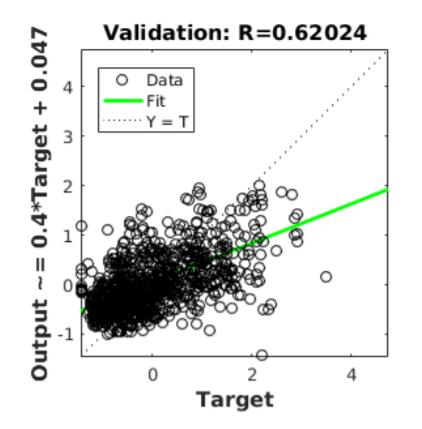 Validation: R=0.62024
Output ~= 0.4*Target + 0.047
4
3
2
1
0
-1
Data
Fit
Y = T
0
2
4
Target